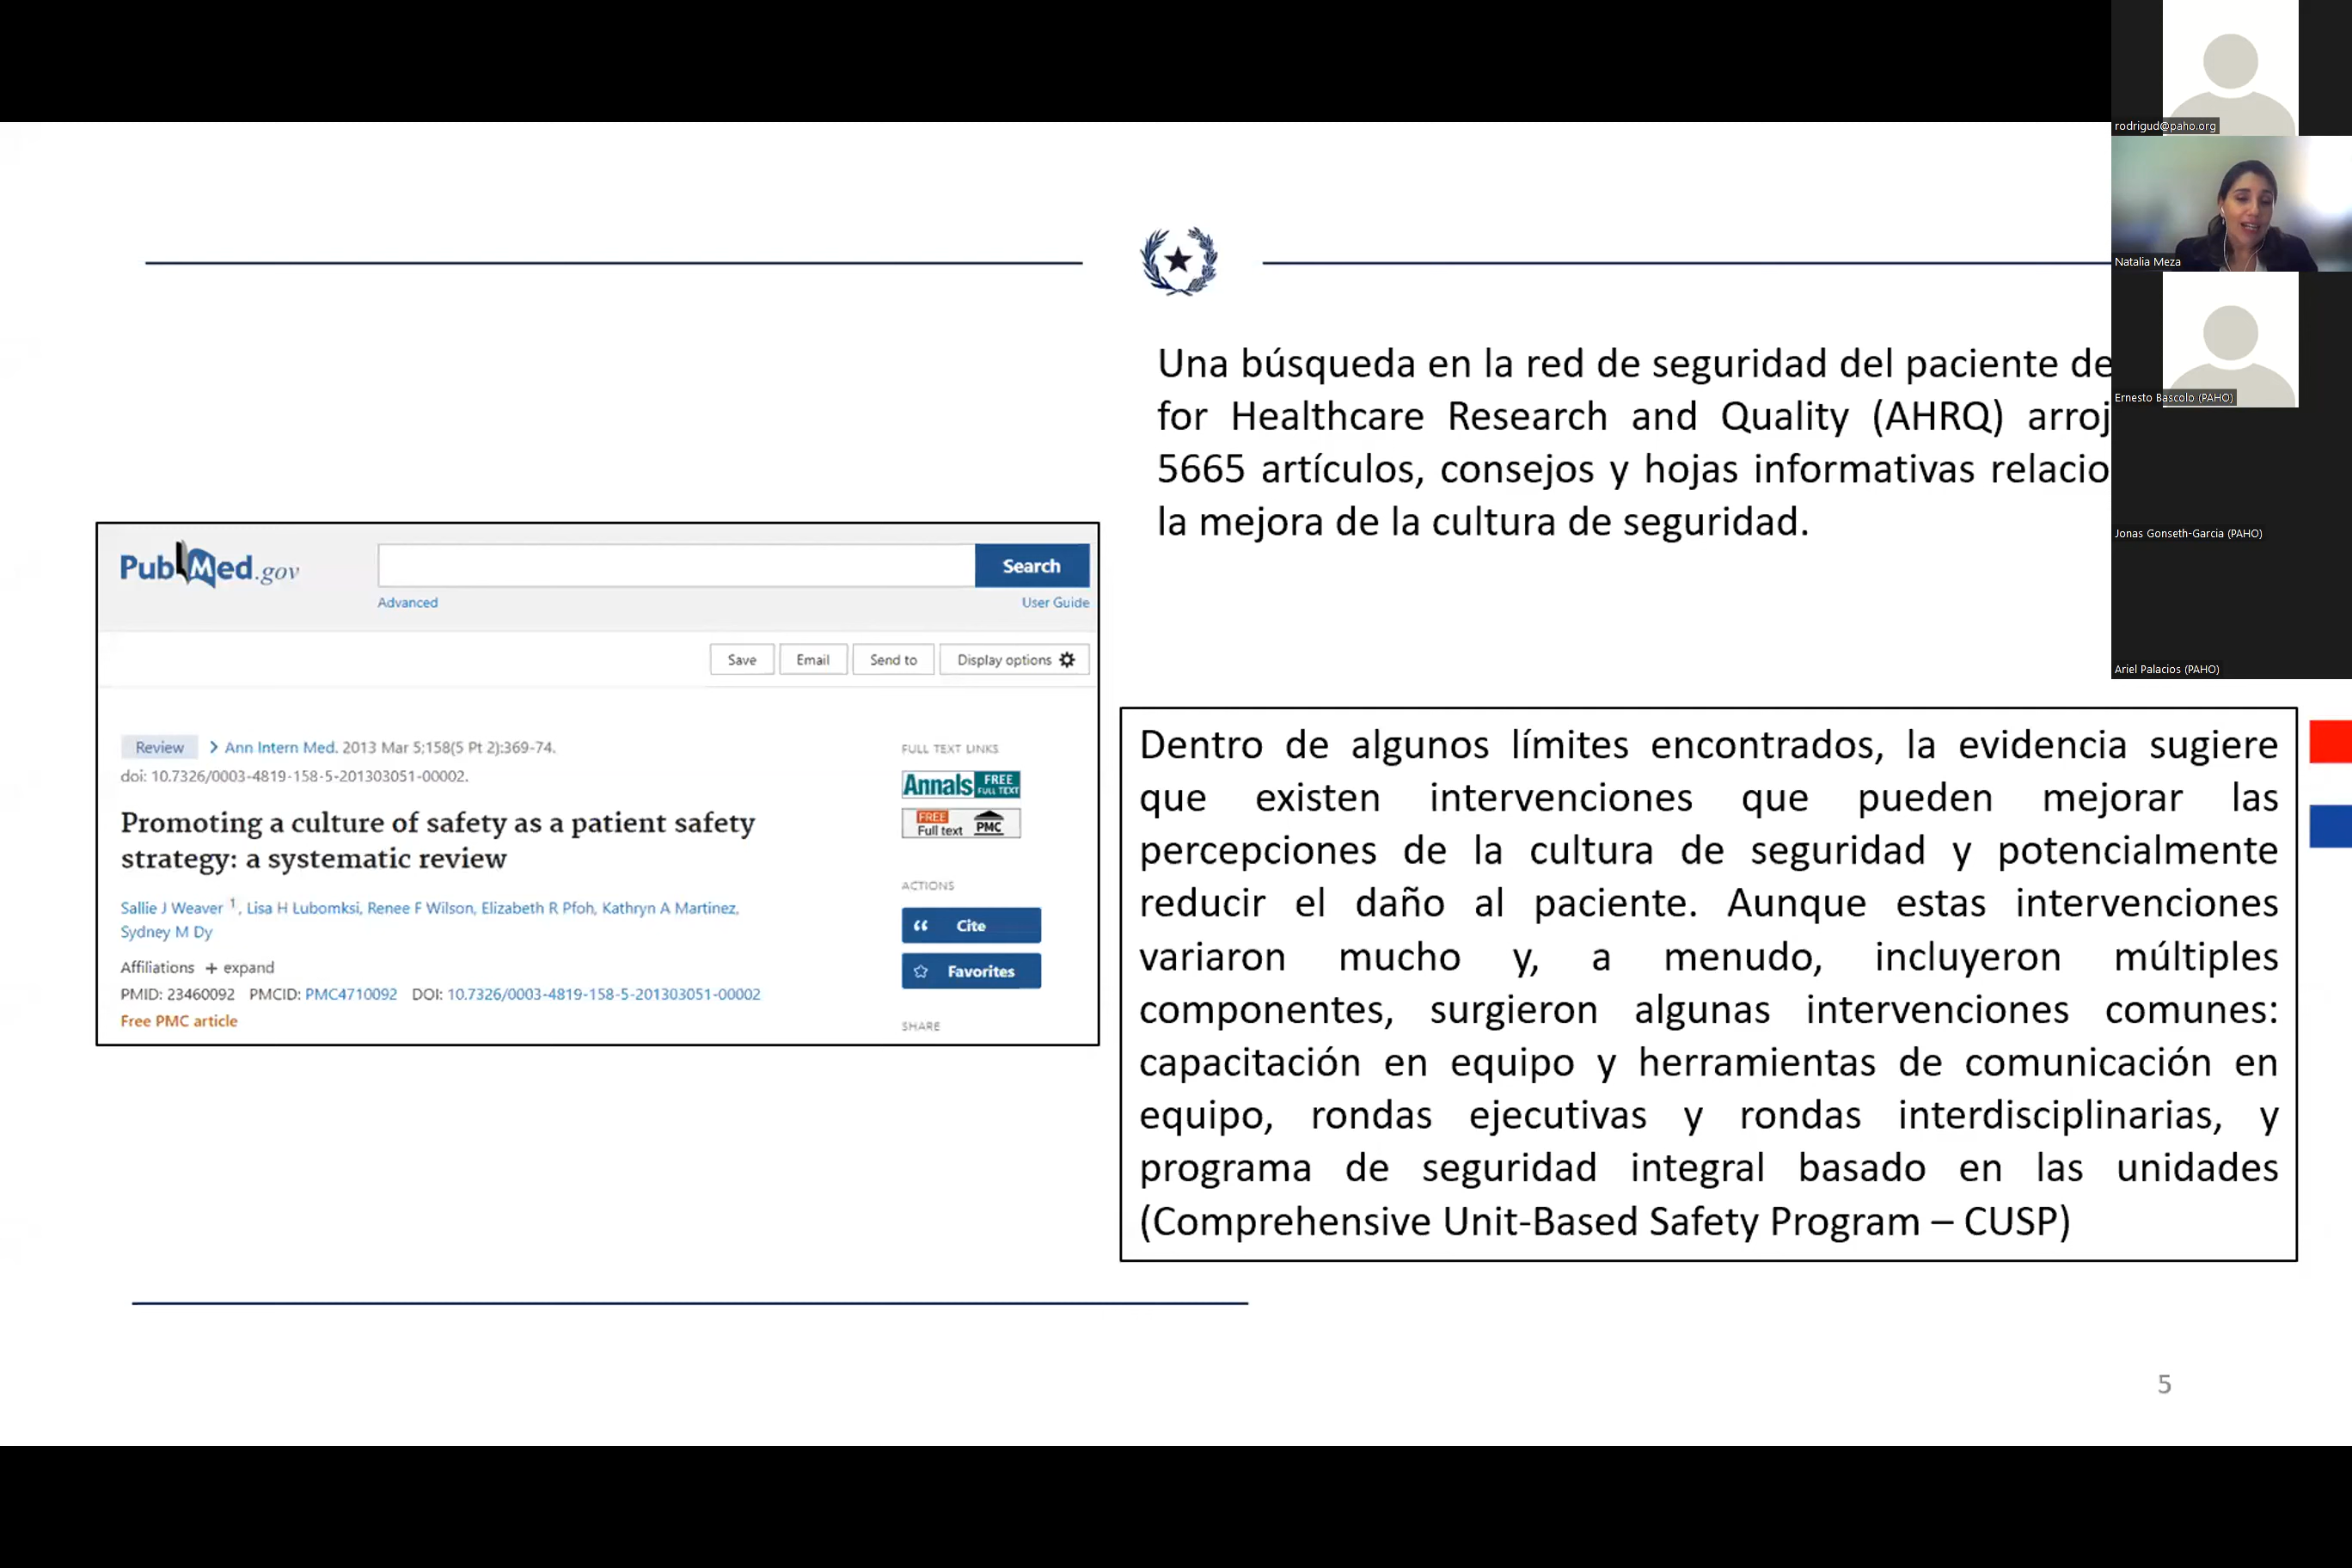 rodrigud@paho.org
Natalia Meza
Ernesto Bascolo (PAHO)
Jonas Gonseth-Garcia (PAHO)
Ariel Palacios (PAHO)
Una búsqueda en la red de seguridad del paciente de
for Healthcare Research and Quality (AHRQ)
5665 artículos, consejos y hojas informativas
la mejora de la cultura de seguridad.
PubMed.gov
Search
Advanced
User Guide
Save
Email
Send to
Display options
Review
Ann Intern Med. 2013 Mar 5;158(5 Pt 2):369-74.
doi: 10.7326/0003-4819-158-5-201303051-00002.
Promoting a culture of safety as a patient safety
strategy: a systematic review
Sallie J Weaver 1, Lisa H Lubomksi, Renee F Wilson, Elizabeth R Pfoh, Kathryn A Martinez,
Sydney M Dy
Affiliations + expand
PMID: 23460092 PMCID: PMC4710092 DOI: 10.7326/0003-4819-158-5-201303051-00002
Free PMC article
FULL TEXT LINKS
Annals FREE FULL TEXT
FREE Full text PMC
ACTIONS
Cite
Favorites
SHARE
Dentro de algunos límites encontrados, la evidencia sugiere
que existen intervenciones que pueden mejorar las
percepciones de la cultura de seguridad y potencialmente
reducir el daño al paciente. Aunque estas intervenciones
variaron mucho y, a menudo, incluyeron múltiples
componentes, surgieron algunas intervenciones comunes:
capacitación en equipo y herramientas de comunicación en
equipo, rondas ejecutivas y rondas interdisciplinarias, y
programa de seguridad integral basado en las unidades
(Comprehensive Unit-Based Safety Program – CUSP)
5